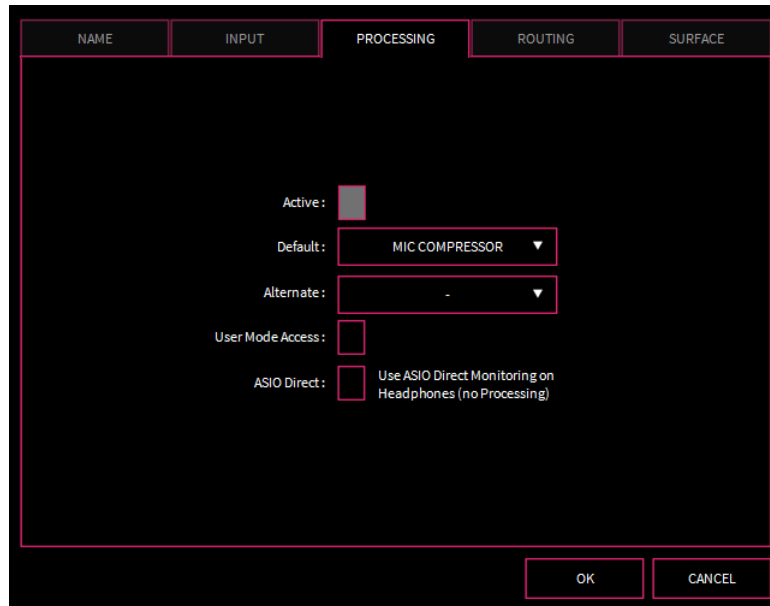 NAME INPUT PROCESSING ROUTING SURFACE
Active :
Default : MIC COMPRESSOR
Alternate : -
User Mode Access :
ASIO Direct : Use ASIO Direct Monitoring on
Headphones (no Processing)
OK CANCEL